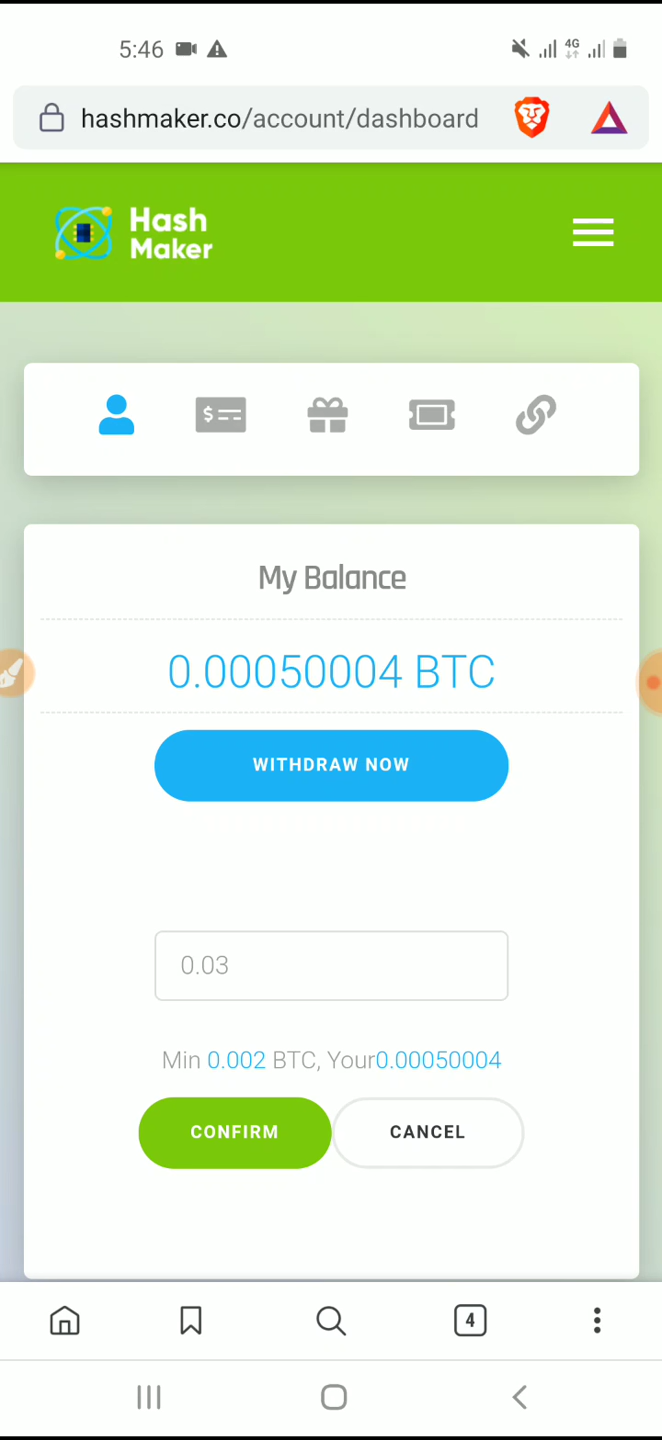 5:46
4G
hashmaker.co/account/dashboard
Hash
Maker
$
My Balance
0.00050004 BTC
WITHDRAW NOW
0.03
Min 0.002 BTC, Your0.00050004
CONFIRM
CANCEL
4